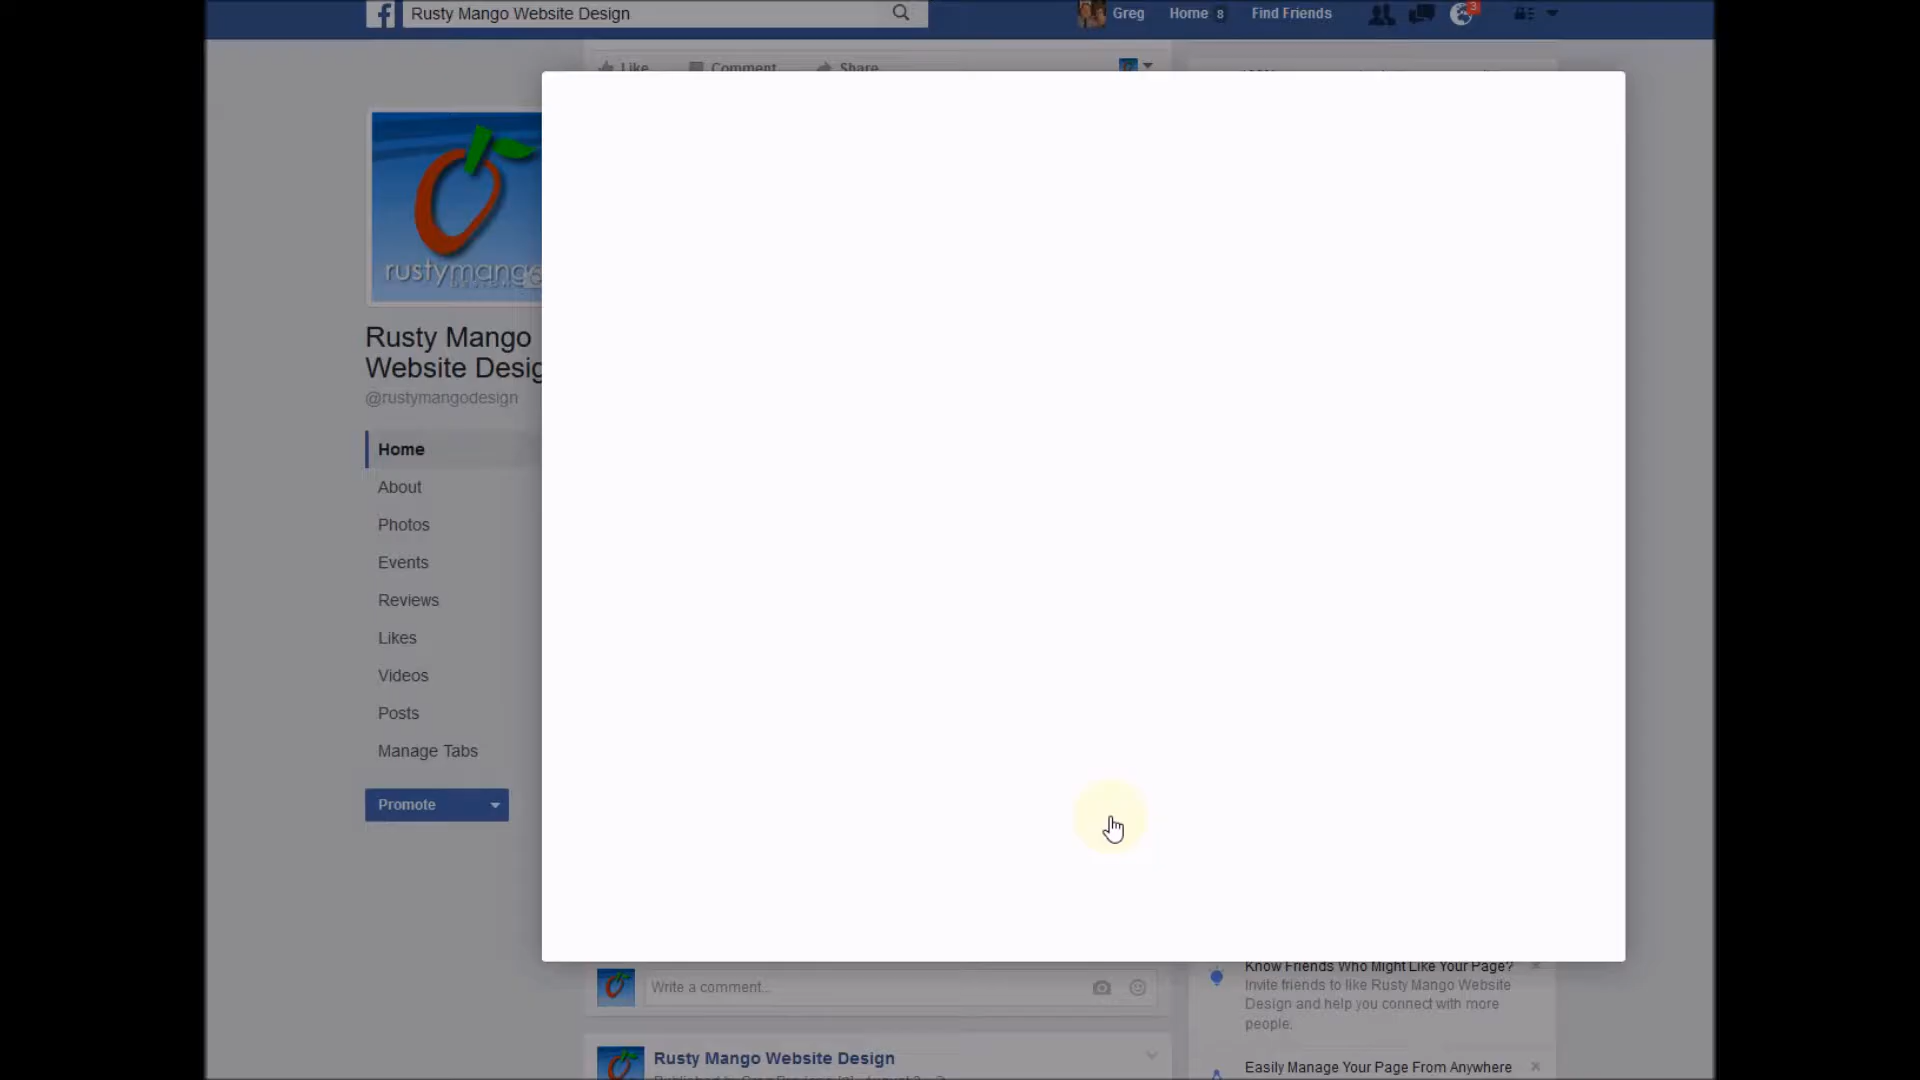 Rusty Mango Website Design
Greg
Home 8
Find Friends
3
Like
Comment
Share
rustymango
Rusty Mango
Website Desig
@rustymangodesign
Home
About
Photos
Events
Reviews
Likes
Videos
Posts
Manage Tabs
Promote
Write a comment...
Know Friends Who Might Like Your Page?
Invite friends to like Rusty Mango Website
Design and help you connect with more
people.
Rusty Mango Website Design
Easily Manage Your Page From Anywhere